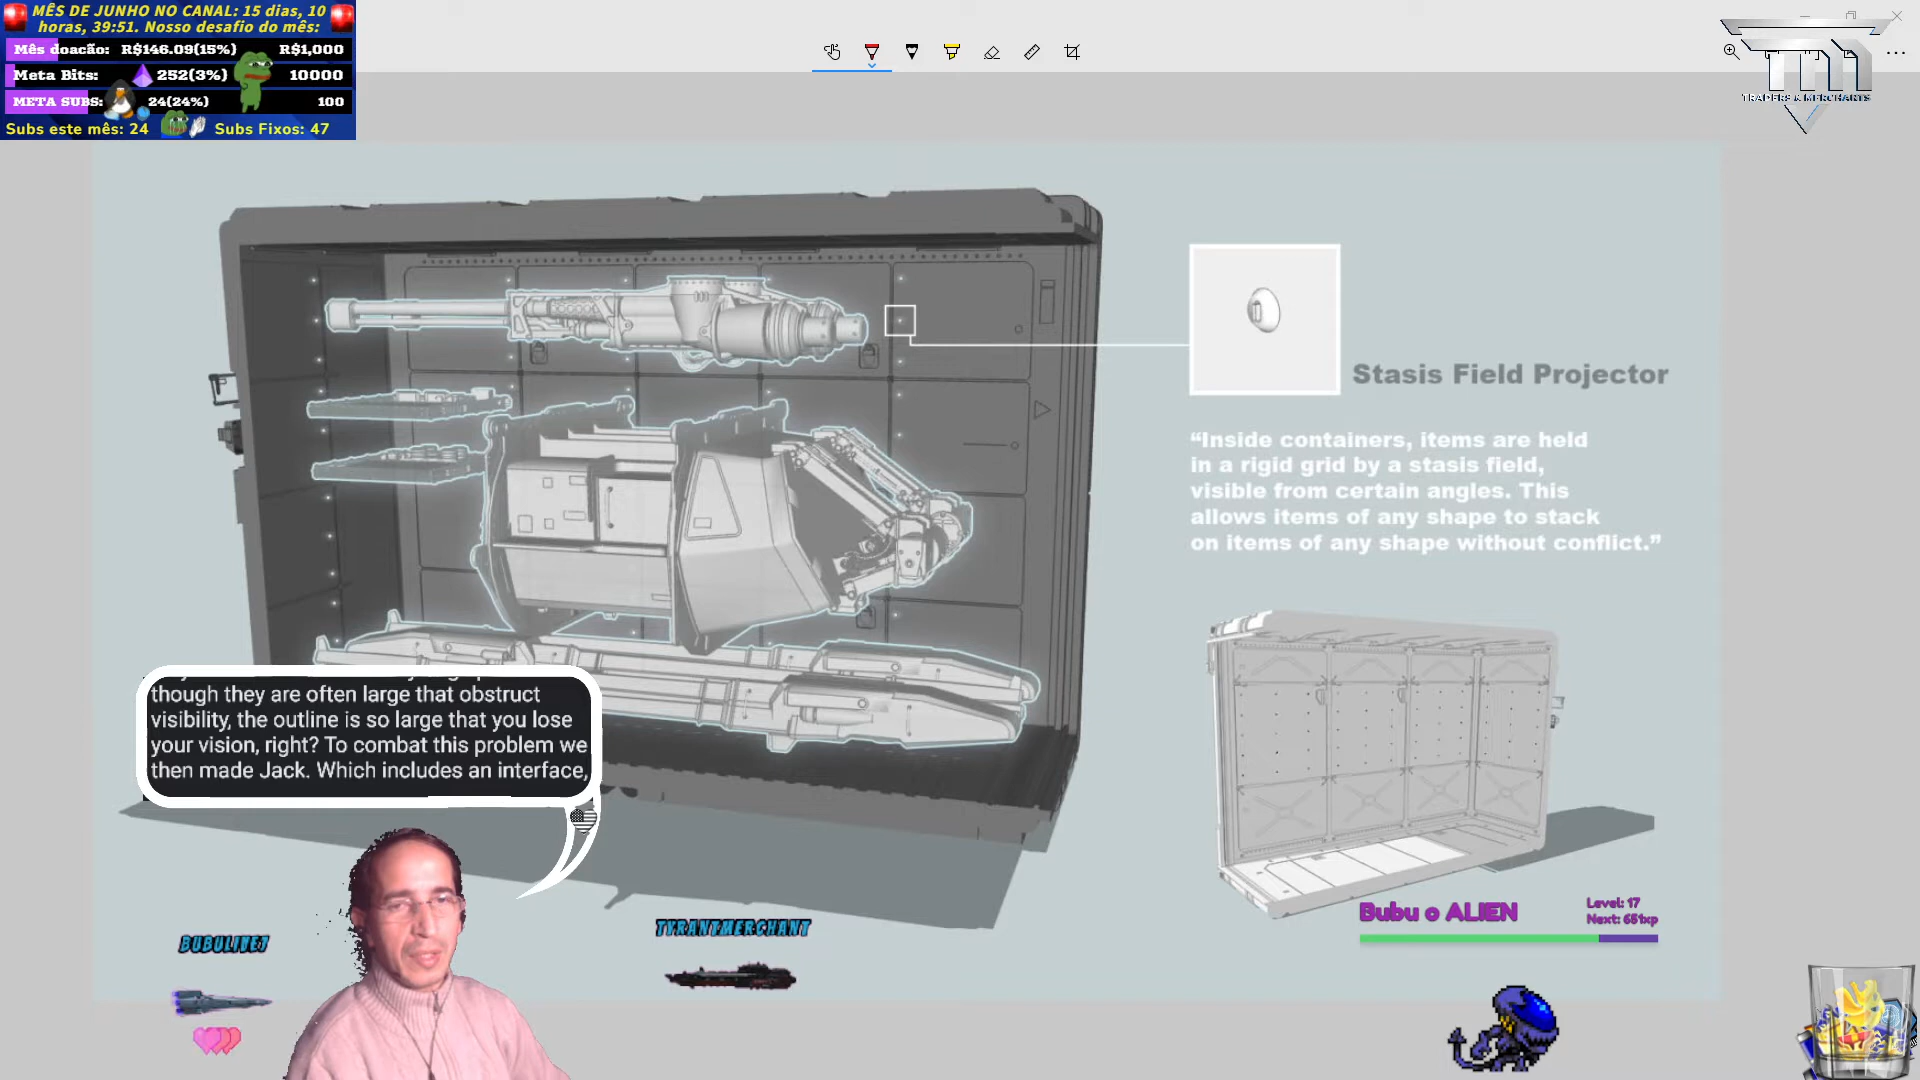 MÊS DE JUNHO NO CANAL: 15 dias, 10
horas, 39:51. Nosso desafio do mês:
Mês doacão: R$146.09(15%) R$1,000
Meta Bits: 252(3%) 10000
META SUBS: 24(24%) 100
Subs este mês: 24 Subs Fixos: 47
TRADERS & MERCHANTS
Stasis Field Projector
“Inside containers, items are held
in a rigid grid by a stasis field,
visible from certain angles. This
allows items of any shape to stack
on items of any shape without conflict.”
though they are often large that obstruct
visibility, the outline is so large that you lose
your vision, right? To combat this problem we
then made Jack. Which includes an interface,
Bubu o ALIEN
Level: 17
Next: 651xp
BUBULINE7
TYRANTMERCHANT